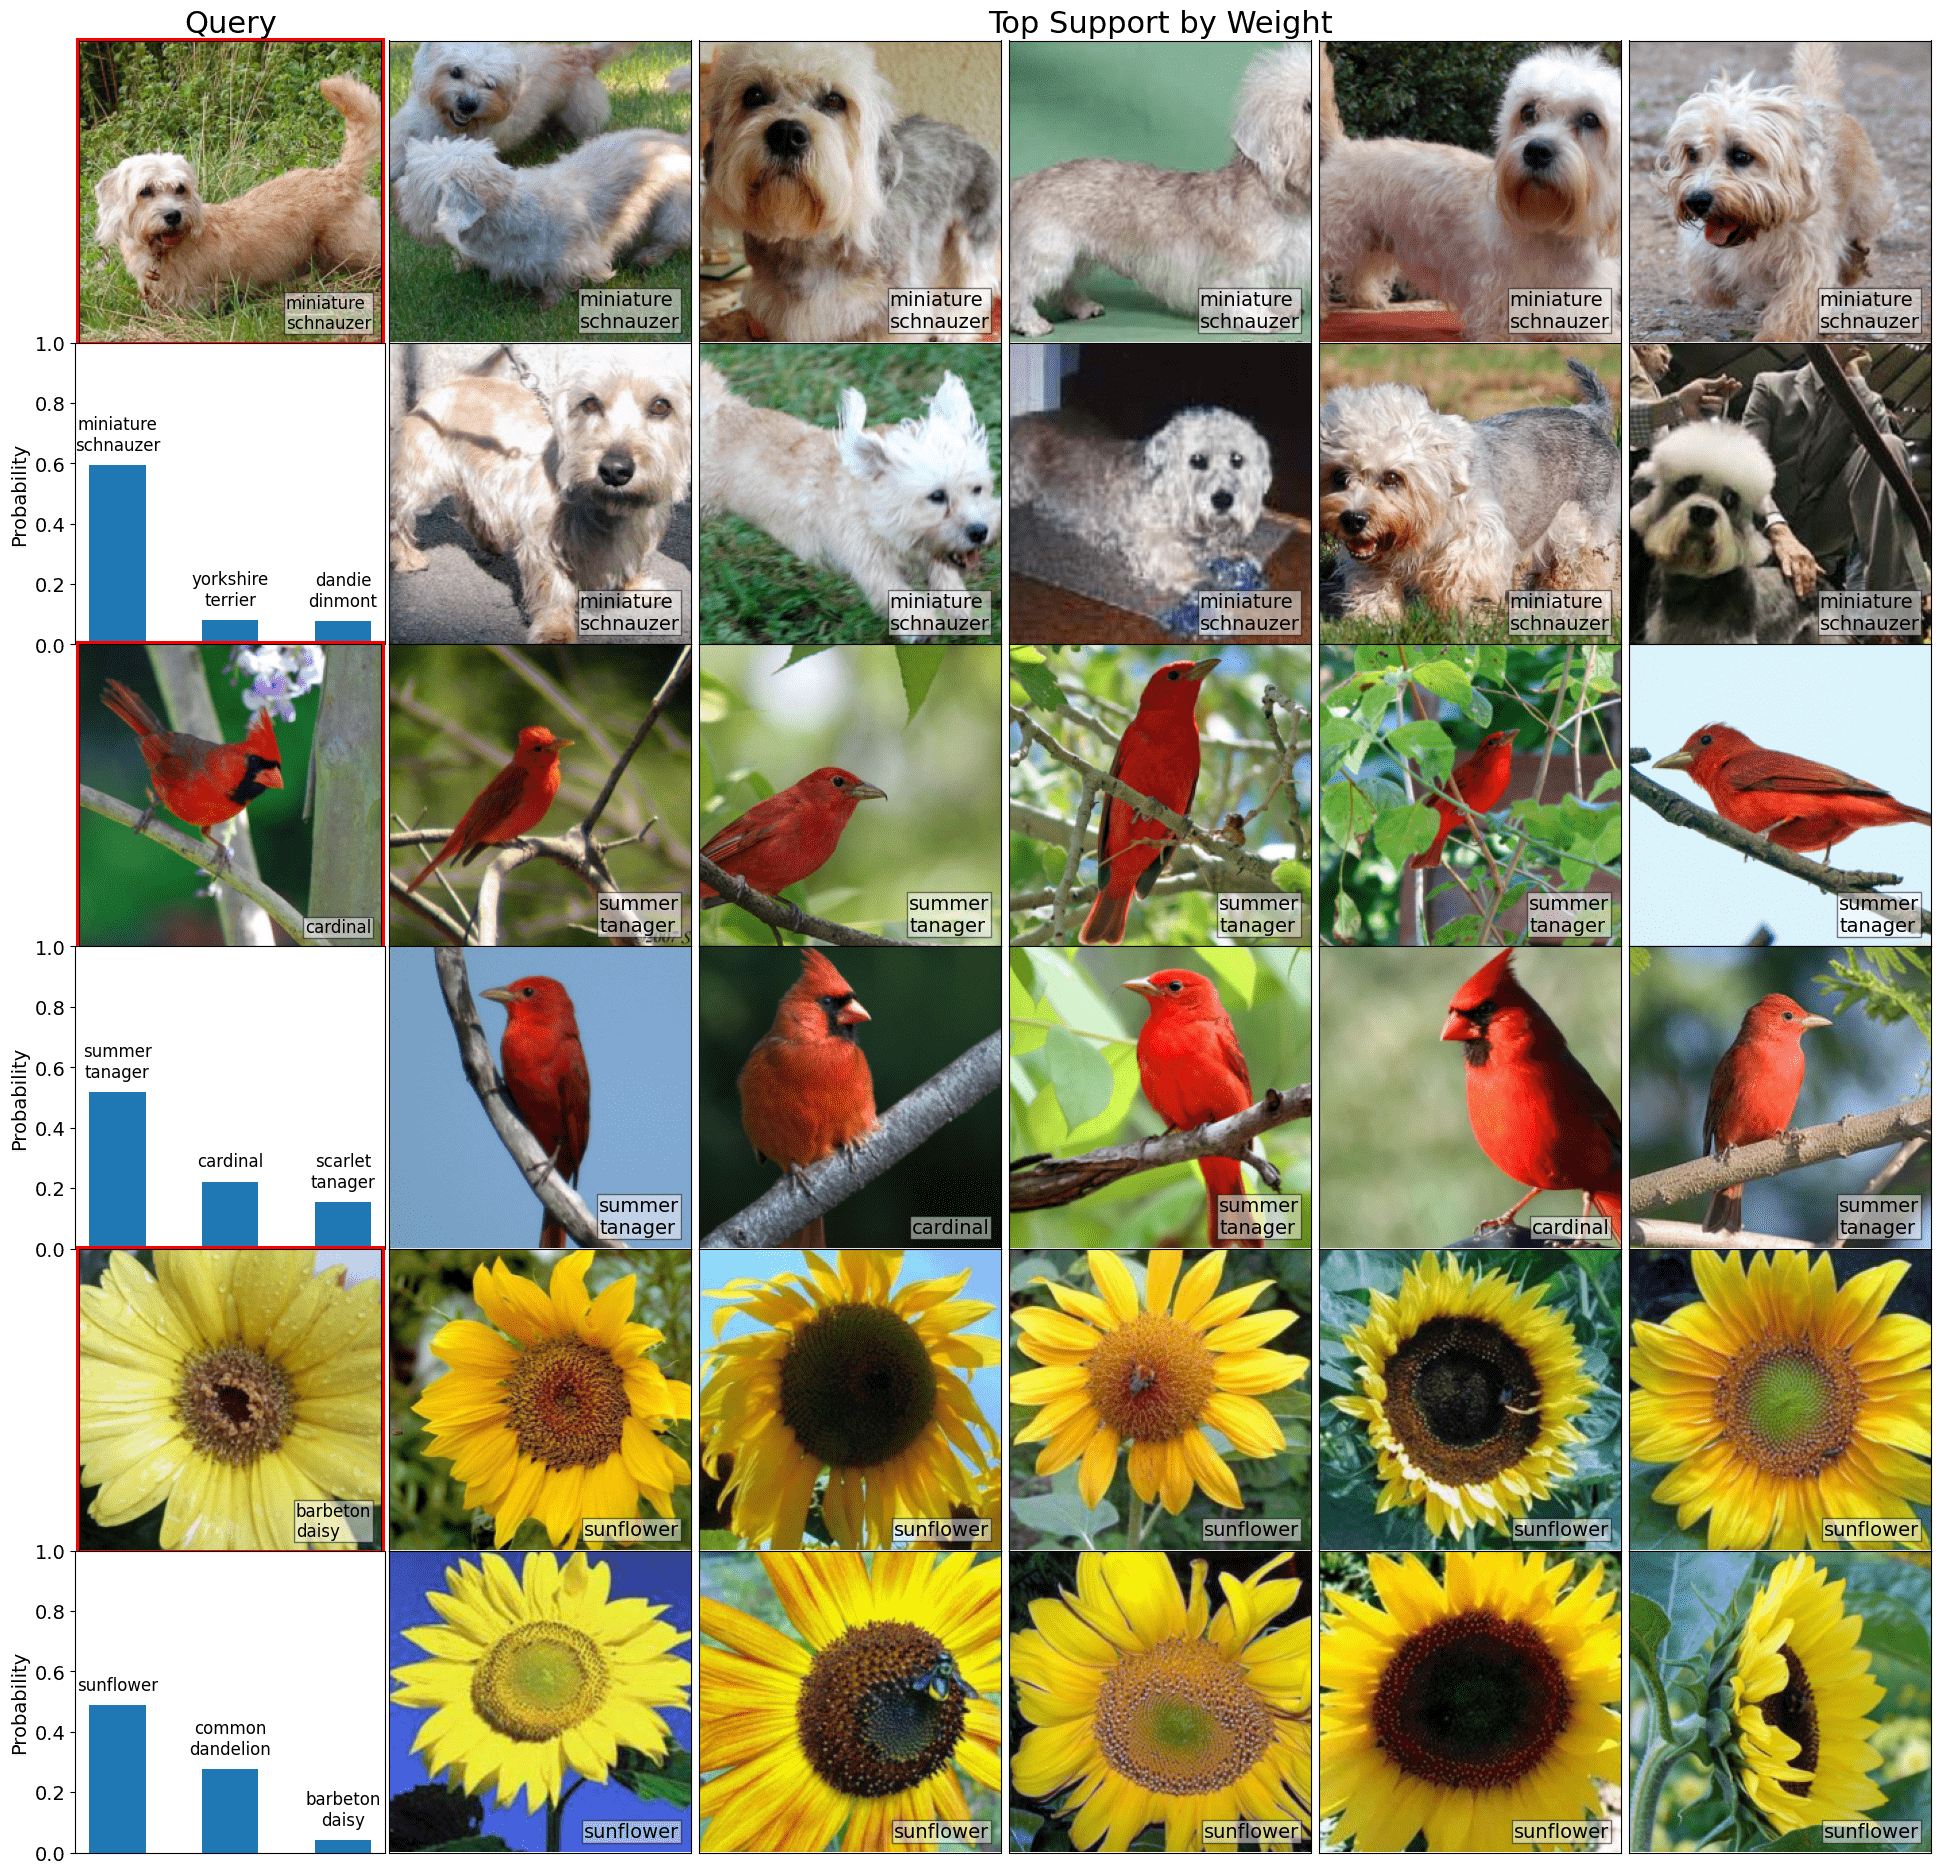 Query
Top Support by Weight
miniature
schnauzer
miniature
schnauzer
miniature
schnauzer
miniature
schnauzer
miniature
schnauzer
miniature
schnauzer
1.0
0.8
0.6
0.4
0.2
0.0
Probability
miniature
schnauzer
yorkshire
terrier
dandie
dinmont
miniature
schnauzer
miniature
schnauzer
miniature
schnauzer
miniature
schnauzer
miniature
schnauzer
cardinal
summer
tanager
summer
tanager
summer
tanager
summer
tanager
summer
tanager
1.0
0.8
0.6
0.4
0.2
0.0
Probability
summer
tanager
cardinal
scarlet
tanager
summer
tanager
cardinal
summer
tanager
cardinal
summer
tanager
barbeton
daisy
sunflower
sunflower
sunflower
sunflower
sunflower
1.0
0.8
0.6
0.4
0.2
0.0
Probability
sunflower
common
dandelion
barbeton
daisy
sunflower
sunflower
sunflower
sunflower
sunflower